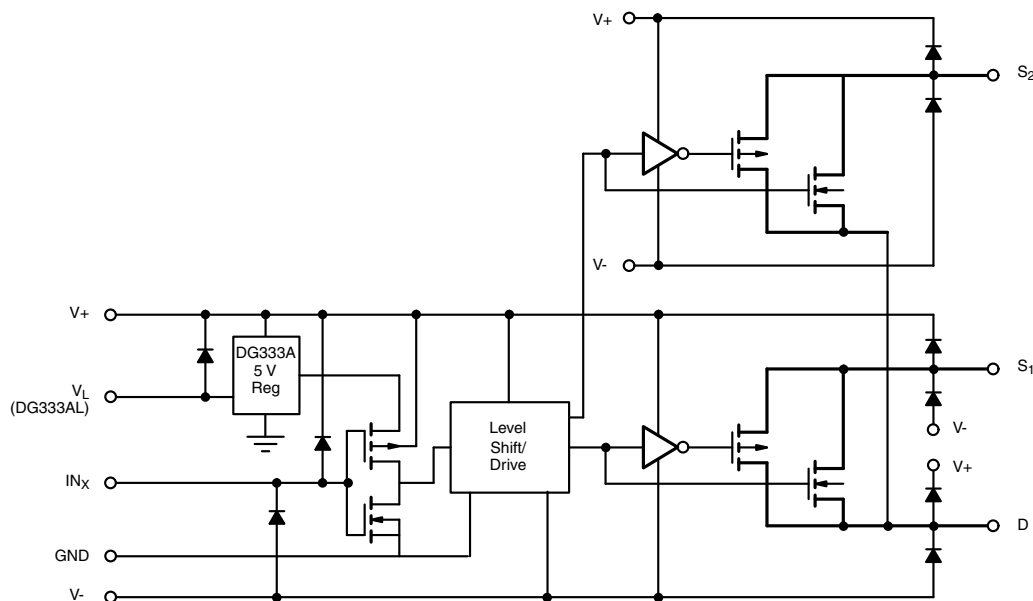 V+
S2
V-
V+
DG333A
5 V
Reg
VL
(DG333AL)
S1
Level
Shift/
Drive
V-
V+
INX
D
GND
V-